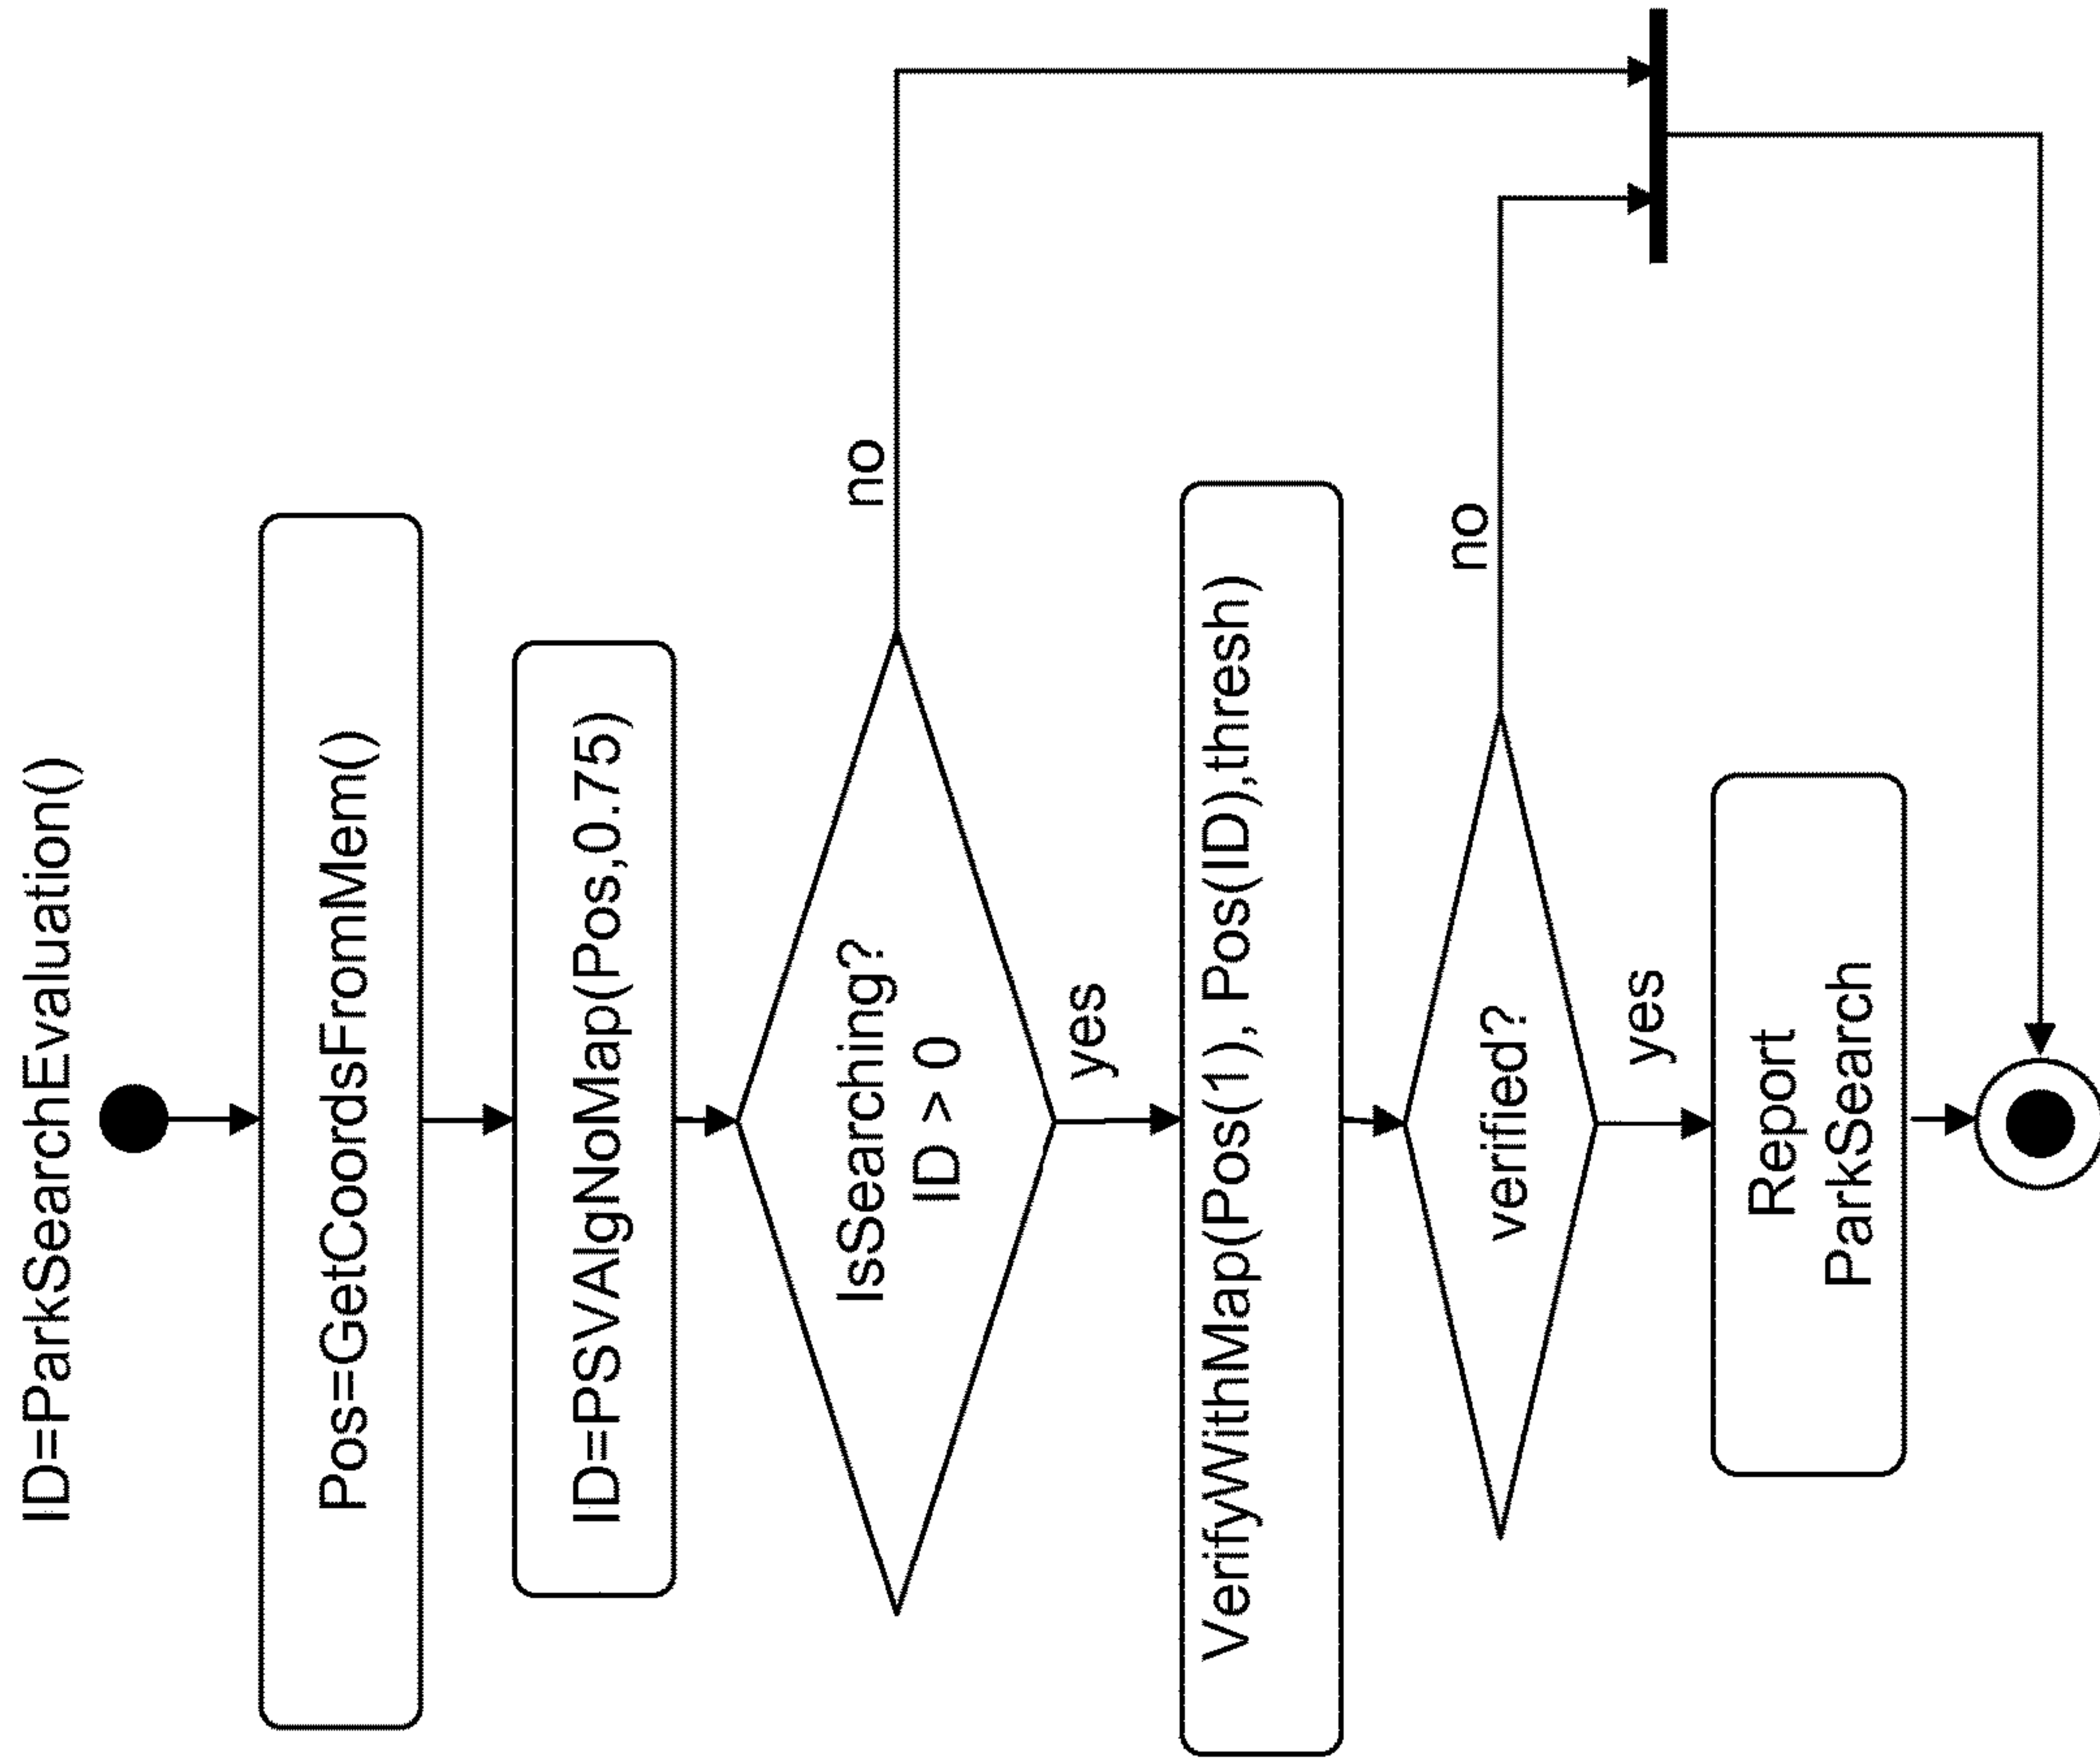 ID=ParkSearchEvaluation()
Pos=GetCoordsFromMem()
ID=PSVAlgNoMap(Pos,0.75)
IsSearching?
ID > 0
no
yes
VerifyWithMap(Pos(1), Pos(ID),thresh)
verified?
no
yes
Report
ParkSearch